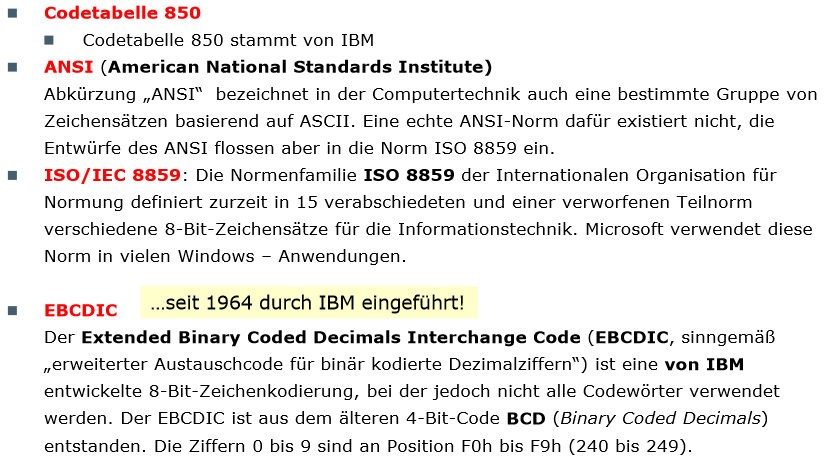 Codetabelle 850
Codetabelle 850 stammt von IBM
ANSI (American National Standards Institute)
Abkürzung „ANSI“ bezeichnet in der Computertechnik auch eine bestimmte Gruppe von
Zeichensätzen basierend auf ASCII. Eine echte ANSI-Norm dafür existiert nicht, die
Entwürfe des ANSI flossen aber in die Norm ISO 8859 ein.
ISO/IEC 8859: Die Normenfamilie ISO 8859 der Internationalen Organisation für
Normung definiert zurzeit in 15 verabschiedeten und einer verworfenen Teilnorm
verschiedene 8-Bit-Zeichensätze für die Informationstechnik. Microsoft verwendet diese
Norm in vielen Windows – Anwendungen.
…seit 1964 durch IBM eingeführt!
EBCDIC
Der Extended Binary Coded Decimals Interchange Code (EBCDIC, sinngemäß
„erweiterter Austauschcode für binär kodierte Dezimalziffern“) ist eine von IBM
entwickelte 8-Bit-Zeichenkodierung, bei der jedoch nicht alle Codewörter verwendet
werden. Der EBCDIC ist aus dem älteren 4-Bit-Code BCD (Binary Coded Decimals)
entstanden. Die Ziffern 0 bis 9 sind an Position F0h bis F9h (240 bis 249).